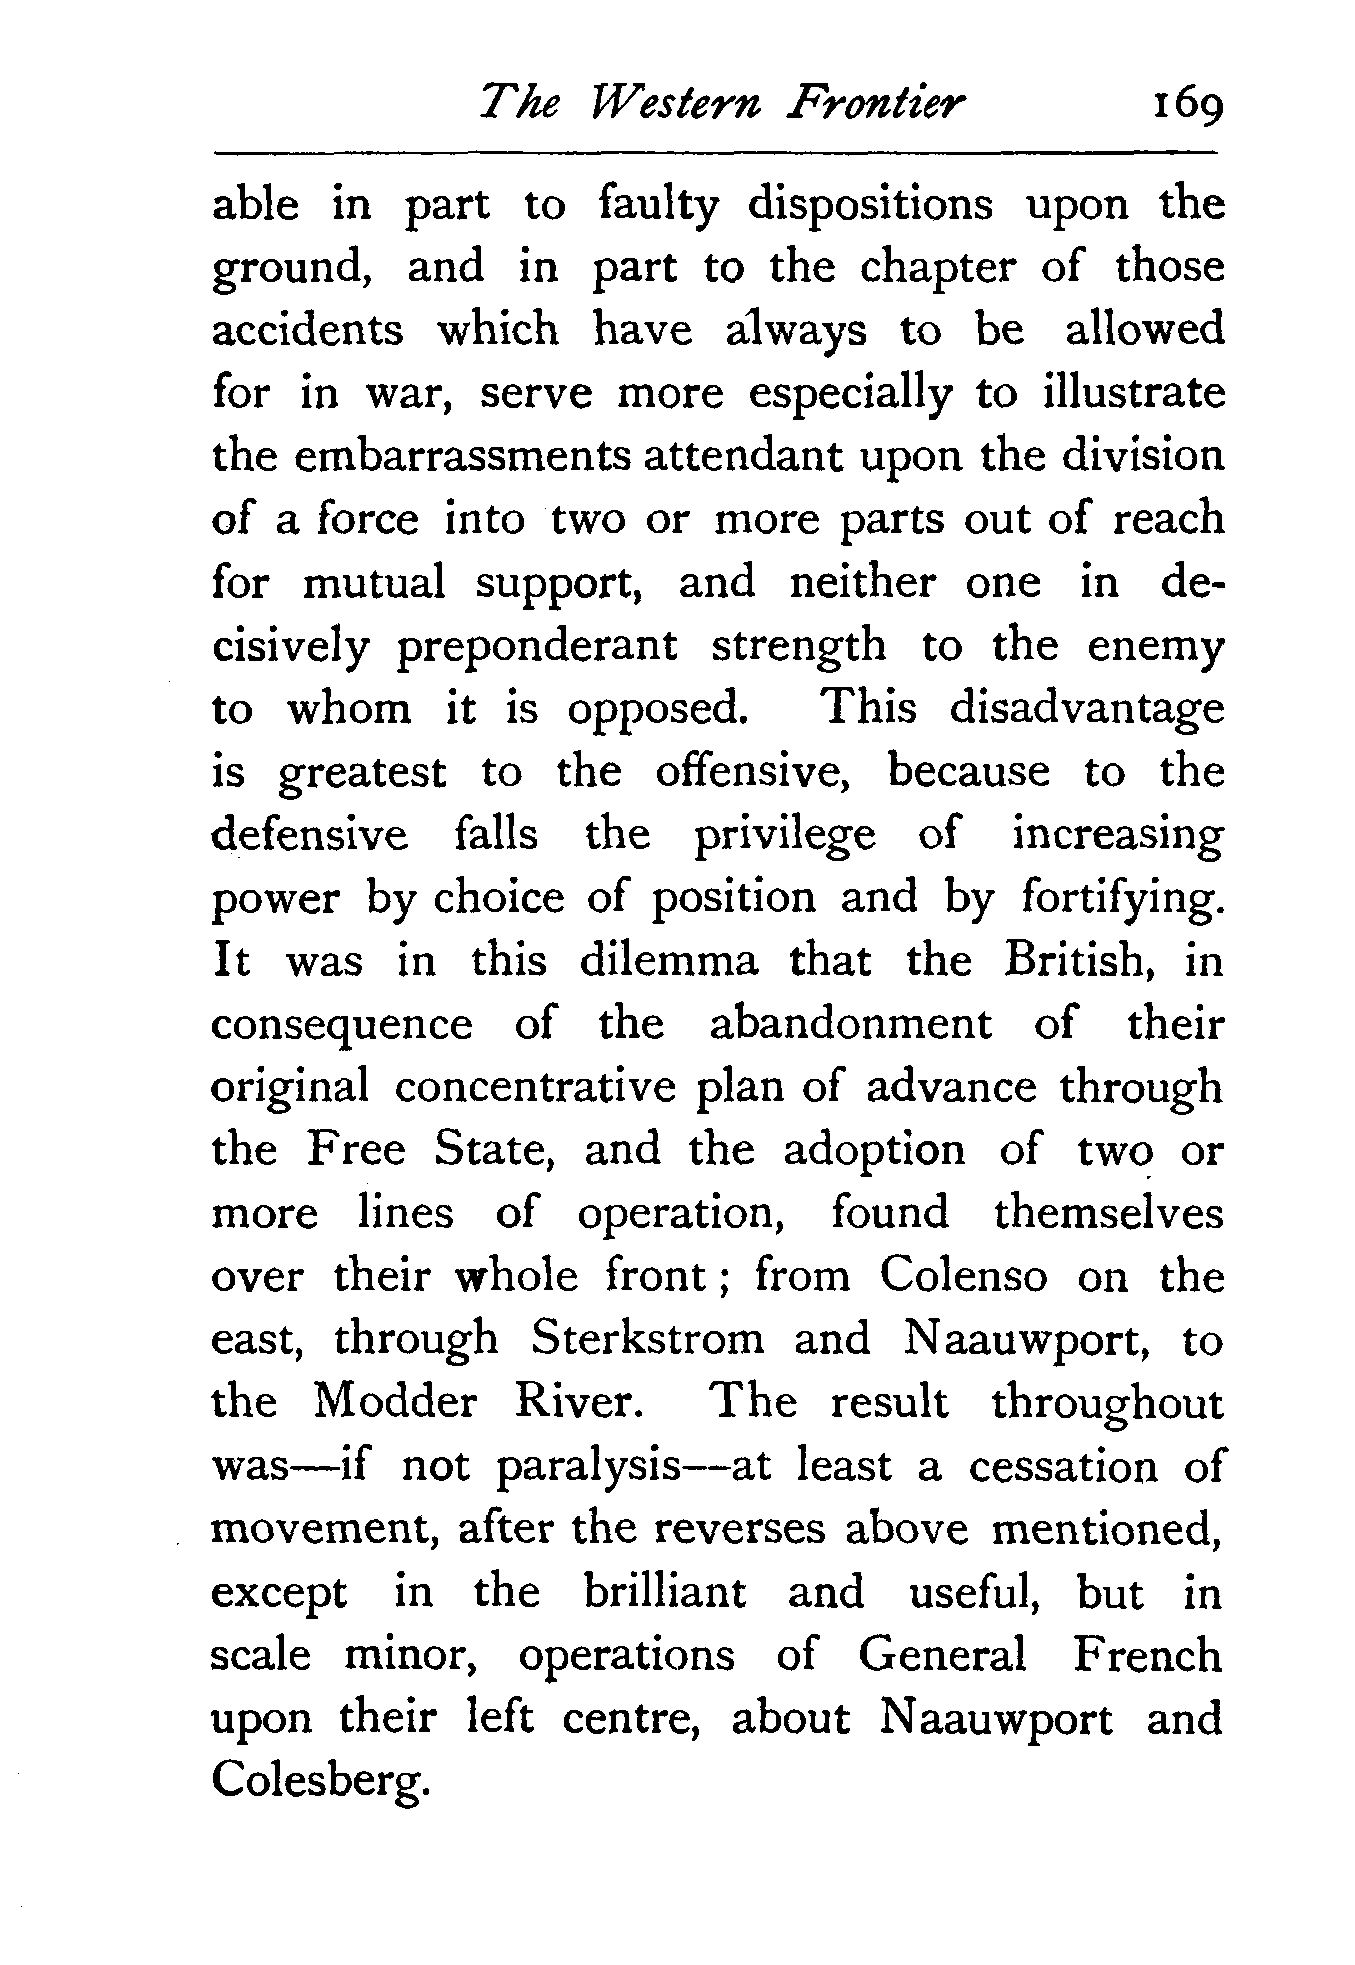 The Western Frontier 169
able in part to faulty dispositions upon the
ground, and in part to the chapter of those
accidents which have always to be allowed
for in war, serve more especially to illustrate
the embarrassments attendant upon the division
of a force into two or more parts out of reach
for mutual support, and neither one in de-
cisively preponderant strength to the enemy
to whom it is opposed. This disadvantage
is greatest to the offensive, because to the
defensive falls the privilege of increasing
power by choice of position and by fortifying.
It was in this dilemma that the British, in
consequence of the abandonment of their
original concentrative plan of advance through
the Free State, and the adoption of two or
more lines of operation, found themselves
over their whole front ; from Colenso on the
east, through Sterkstrom and Naauwport, to
the Modder River. The result throughout
was—if not paralysis—at least a cessation of
movement, after the reverses above mentioned,
except in the brilliant and useful, but in
scale minor, operations of General French
upon their left centre, about Naauwport and
Colesberg.